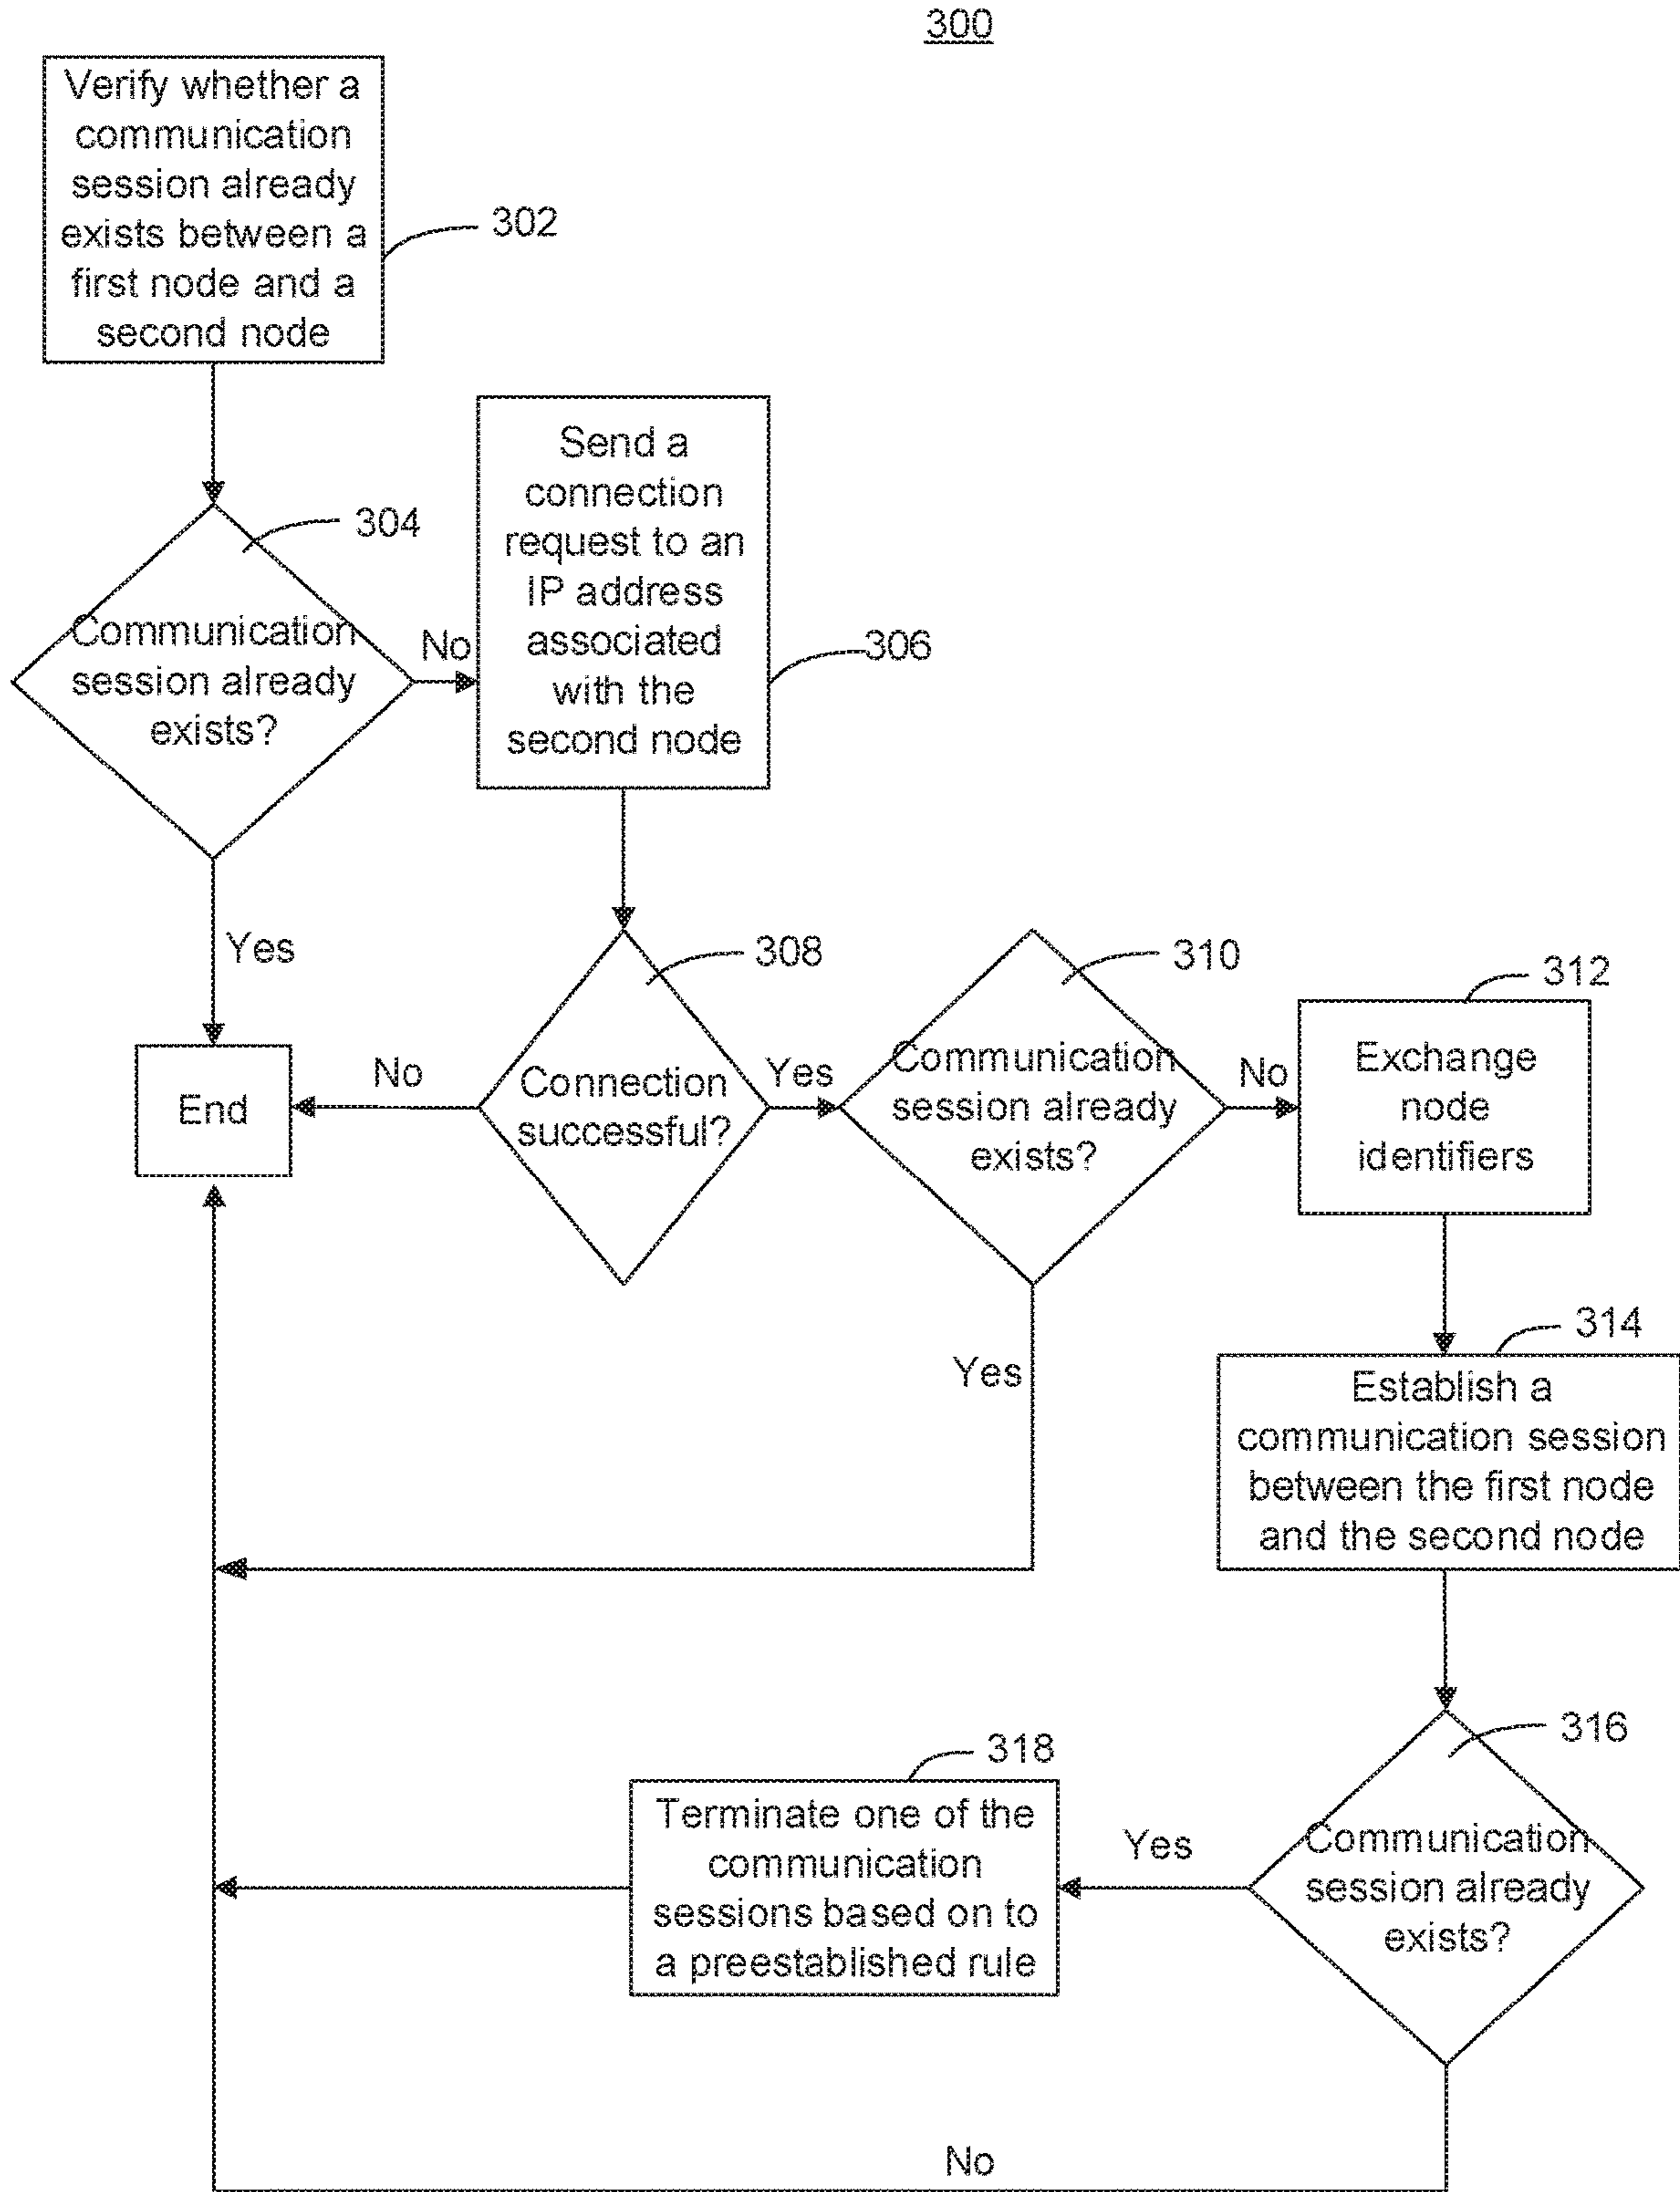 300
Verify whether a
communication
session already
exists between a
first node and a
second node
302
304
Communication
session already
exists?
No
Yes
Send a
connection
request to an
IP address
associated
with the
second node
306
308
Connection
successful?
No
Yes
End
310
Communication
session already
exists?
No
Yes
312
Exchange
node
identifiers
314
Establish a
communication session
between the first node
and the second node
316
Communication
session already
exists?
Yes
No
318
Terminate one of the
communication
sessions based on to
a preestablished rule